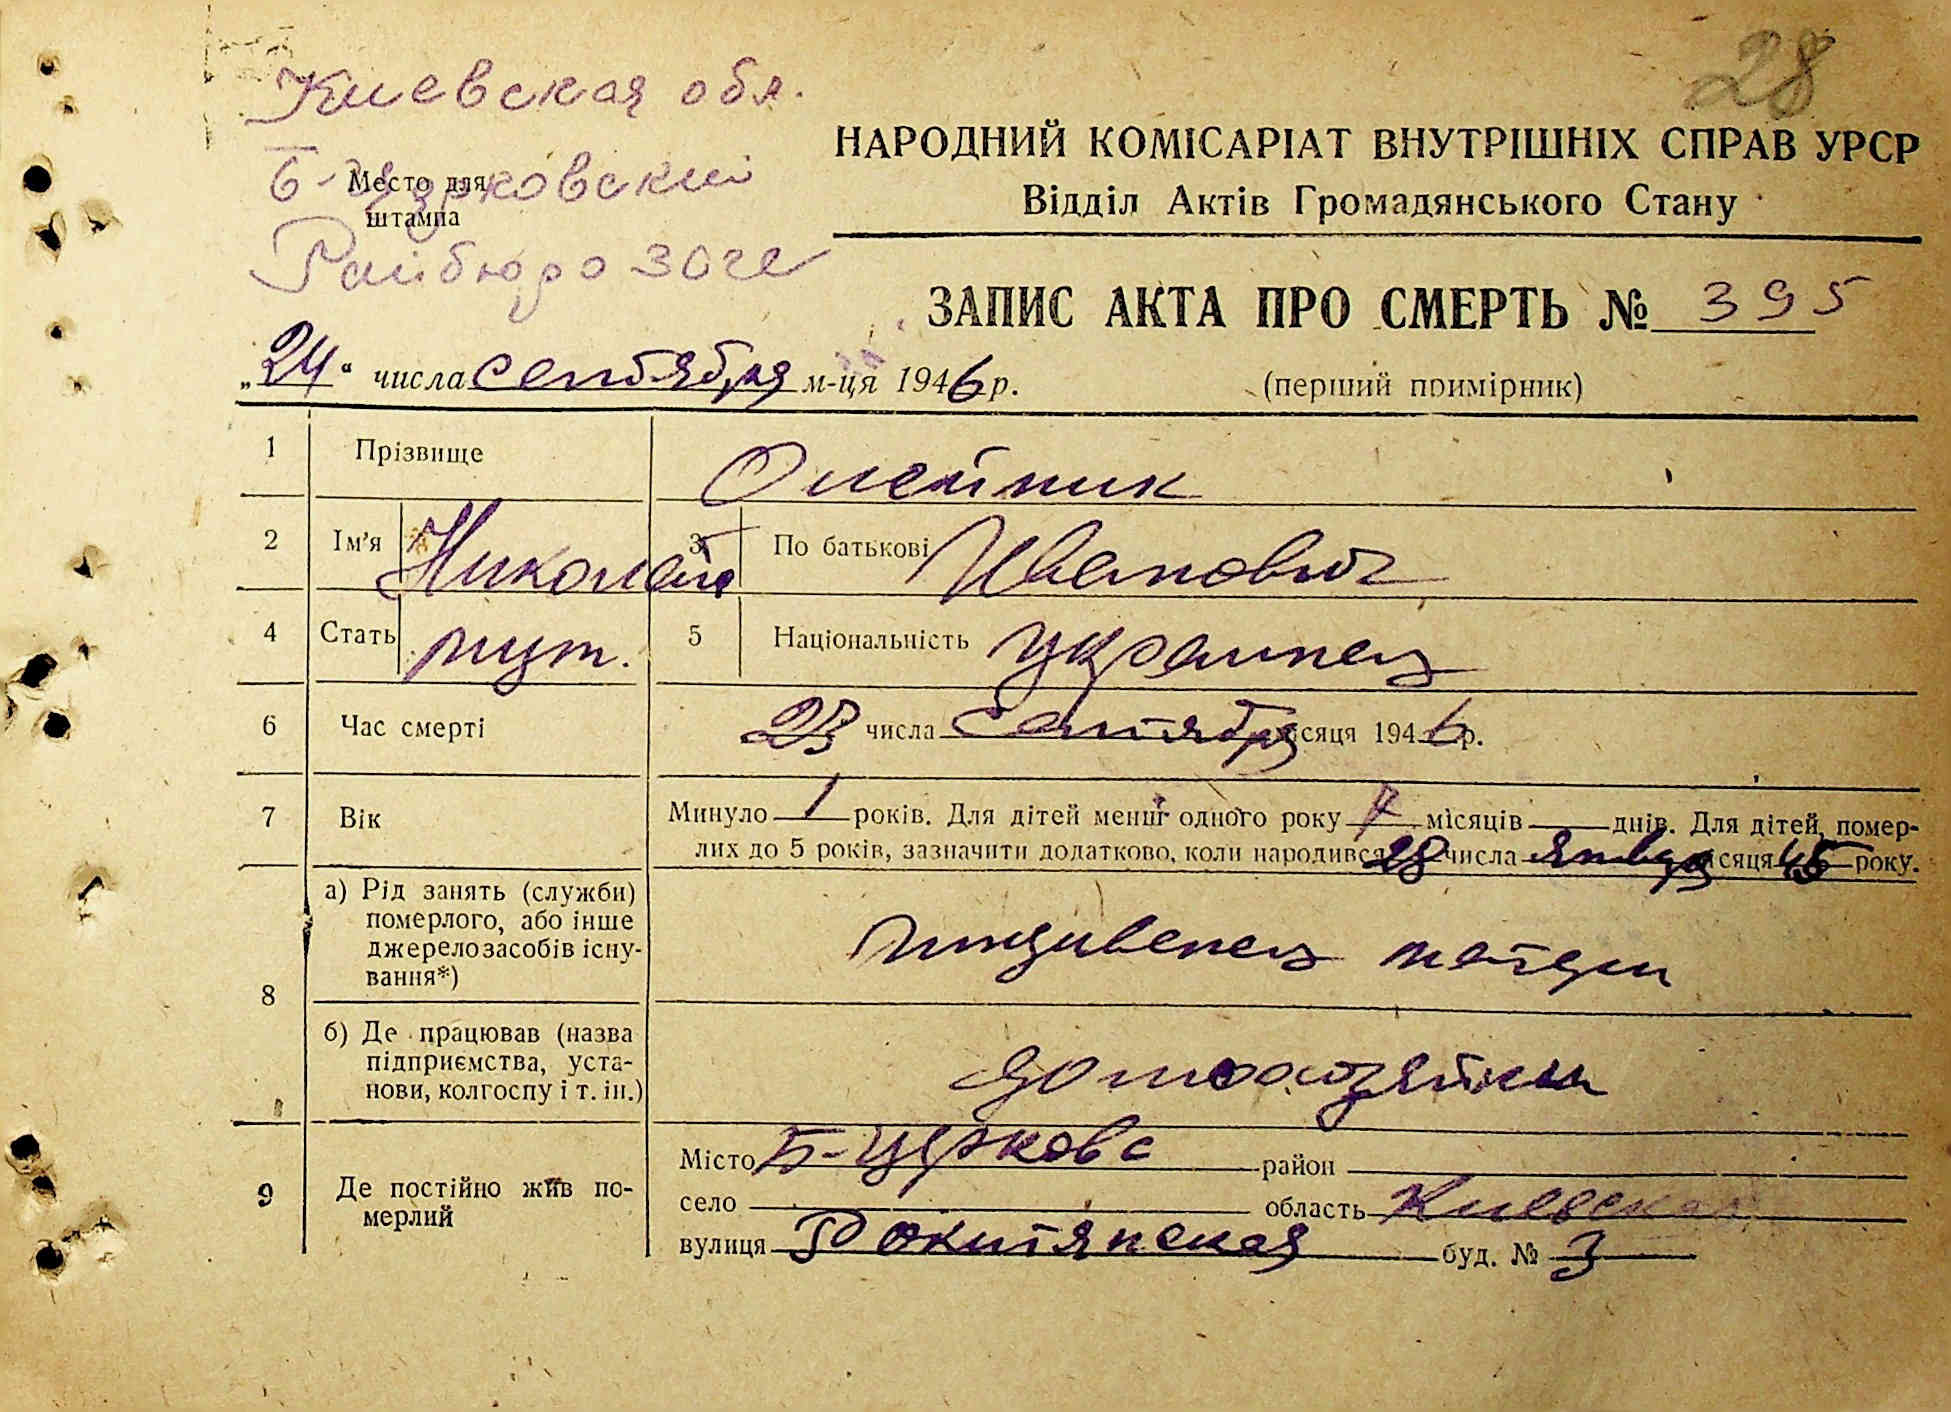 28
Киевская обл.
Б-Церковский
Место для
штампа
Райбюро ЗАГС
НАРОДНИЙ КОМІСАРІАТ ВНУТРІШНІХ СПРАВ УРСР
Відділ Актів Громадянського Стану
ЗАПИС АКТА ПРО СМЕРТЬ № 395
„24“ числа сентября м-ця 1946 р.
(перший примірник)
1 Прізвище Олейник
2 Ім'я Николай 3 По батькові Иванович
4 Стать муж. 5 Національність украинец
6 Час смерті 23 числа сентября місяця 1946 р.
7 Вік Минуло 1 років. Для дітей менш одного року 7 місяців днів. Для дітей, помер-
лих до 5 років, зазначити додатково, коли народився 28 числа января місяця 45 року.
8 а) Рід занять (служби)
померлого, або інше
джерело засобів існу-
вання*)
иждивенец матери
б) Де працював (назва
підприємства, уста-
нови, колгоспу і т. ін.)
домохозяйки
9 Де постійно жив по-
мерлий
Місто Б-Церковь район
село область Киевская
вулиця Рокитянская буд. № 3